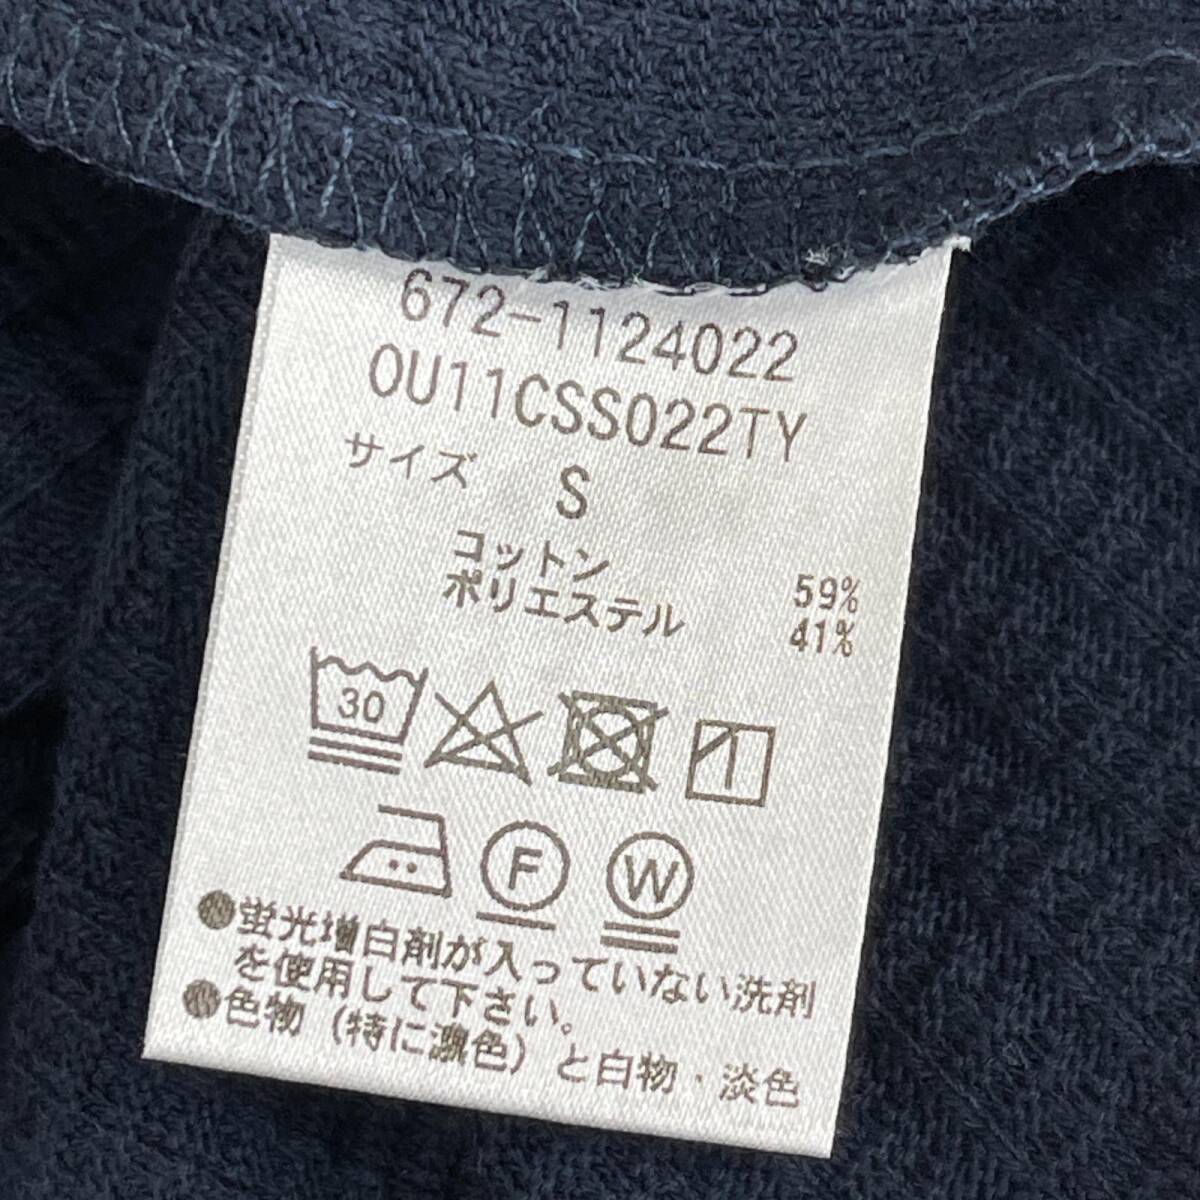 672-1124022
OU11CSS022TY
サイズ S
コットン 59%
ポリエステル 41%
30
F W
●蛍光増白剤が入っていない洗剤
を使用して下さい。
●色物（特に濃色）と白物・淡色